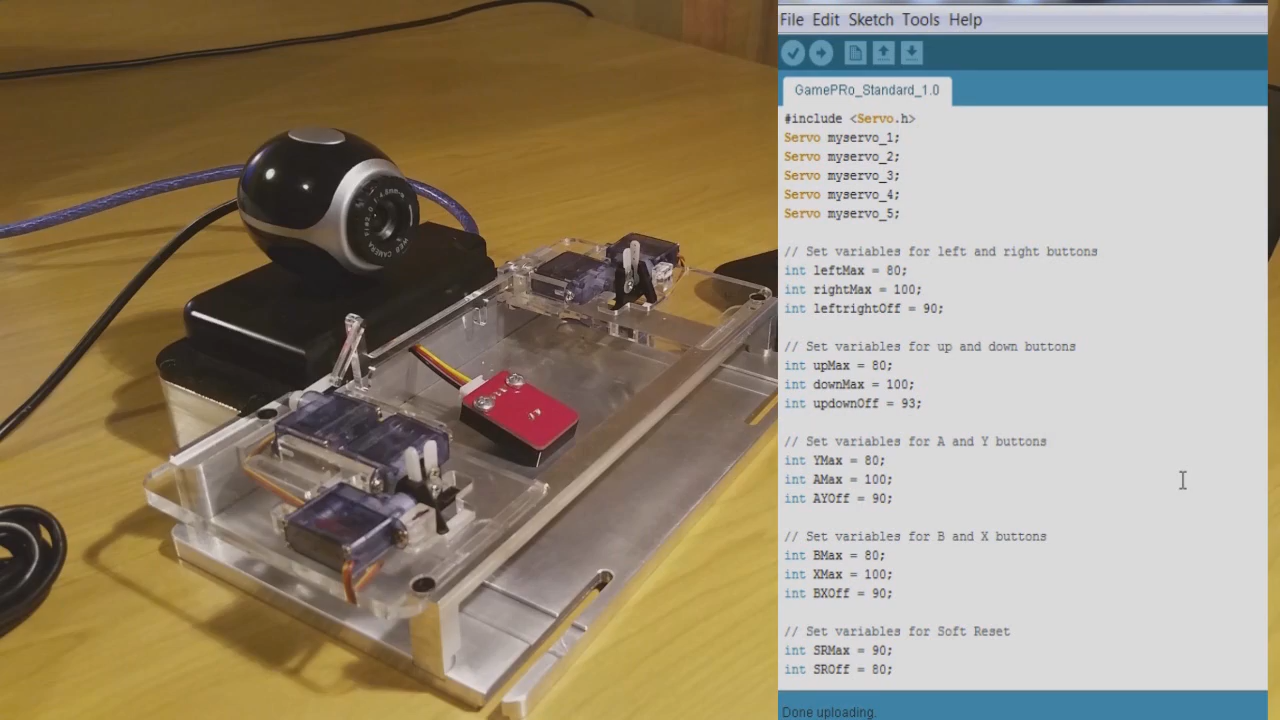 File Edit Sketch Tools Help
GamePRo_Standard_1.0
#include <Servo.h>
Servo myservo_1;
Servo myservo_2;
Servo myservo_3;
Servo myservo_4;
Servo myservo_5;
// Set variables for left and right buttons
int leftMax = 80;
int rightMax = 100;
int leftrightOff = 90;
// Set variables for up and down buttons
int upMax = 80;
int downMax = 100;
int updownOff = 93;
// Set variables for A and Y buttons
int YMax = 80;
int AMax = 100;
int AYOff = 90;
// Set variables for B and X buttons
int BMax = 80;
int XMax = 100;
int BXOff = 90;
// Set variables for Soft Reset
int SRMax = 90;
int SROff = 80;
Done uploading.
WEB CAMERA